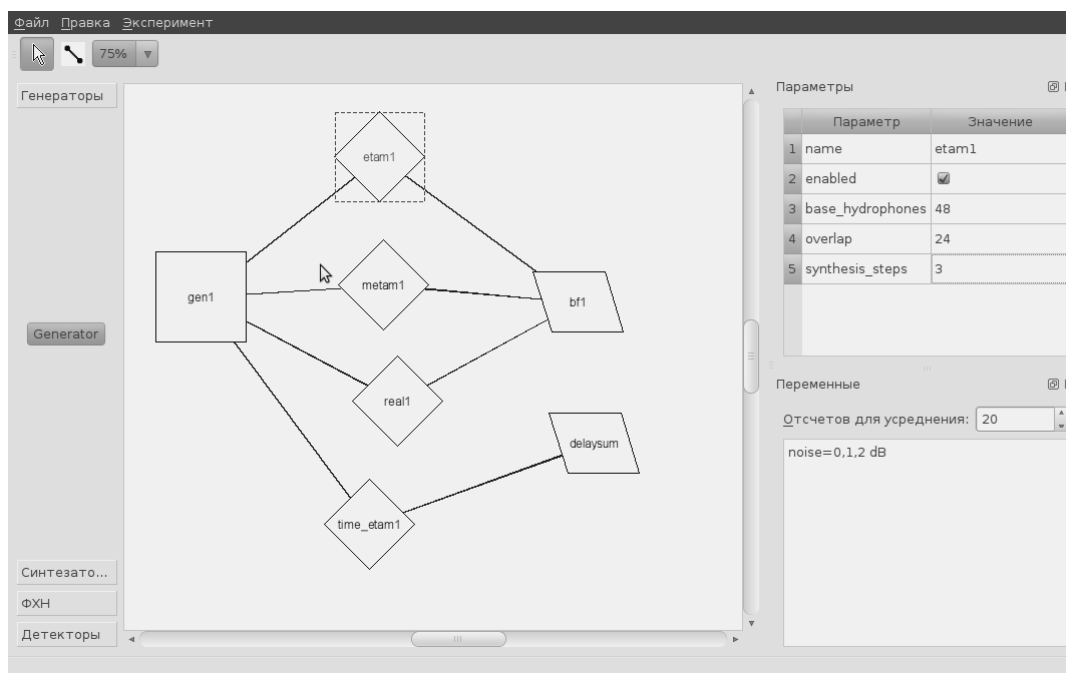 Файл Правка Эксперимент
75%
Генераторы
Generator
Синтезато...
ФХН
Детекторы
etam1
gen1
metam1
bf1
real1
delaysum
time_etam1
Параметры
Параметр Значение
1 name etam1
2 enabled
3 base_hydrophones 48
4 overlap 24
5 synthesis_steps 3
Переменные
Отсчетов для усреднения: 20
noise=0,1,2 dB